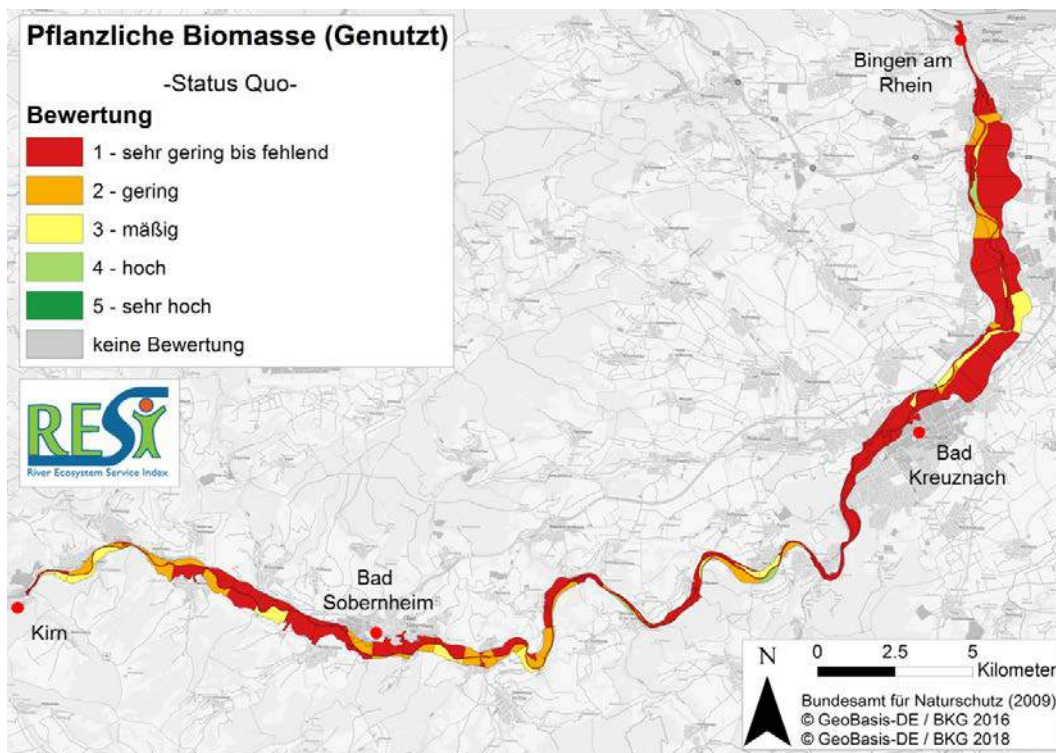 Pflanzliche Biomasse (Genutzt)
-Status Quo-
Bewertung
1 - sehr gering bis fehlend
2 - gering
3 - mäßig
4 - hoch
5 - sehr hoch
keine Bewertung
RESI
River Ecosystem Service Index
Bingen am
Rhein
Bad
Kreuznach
Bad
Sobernheim
Kirn
N
0 2.5 5
Kilometer
Bundesamt für Naturschutz (2009)
© GeoBasis-DE / BKG 2016
© GeoBasis-DE / BKG 2018